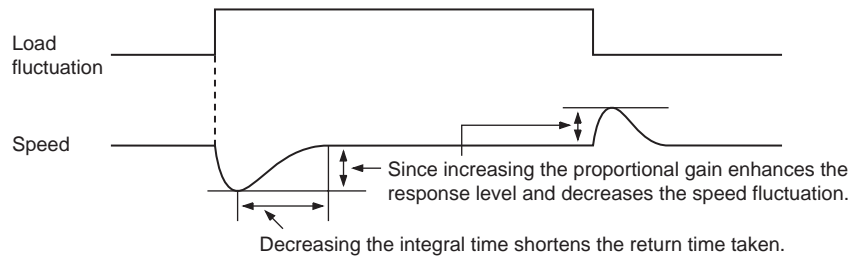 Load
fluctuation
Speed
Since increasing the proportional gain enhances the
response level and decreases the speed fluctuation.
Decreasing the integral time shortens the return time taken.